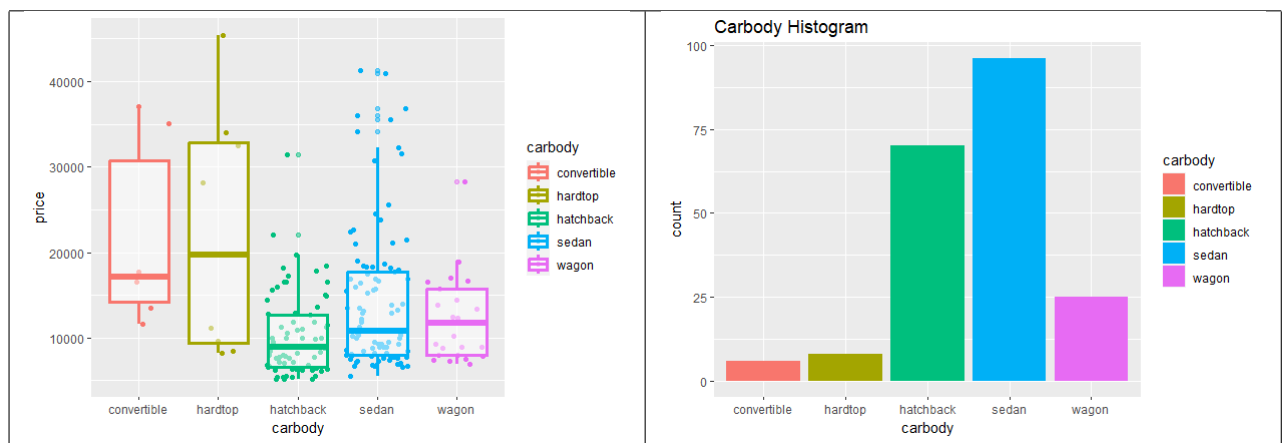 price
40000
30000
20000
10000
convertible hardtop hatchback sedan wagon
carbody
carbody
convertible
hardtop
hatchback
sedan
wagon
Carbody Histogram
count
100
75
50
25
0
convertible hardtop hatchback sedan wagon
carbody
carbody
convertible
hardtop
hatchback
sedan
wagon